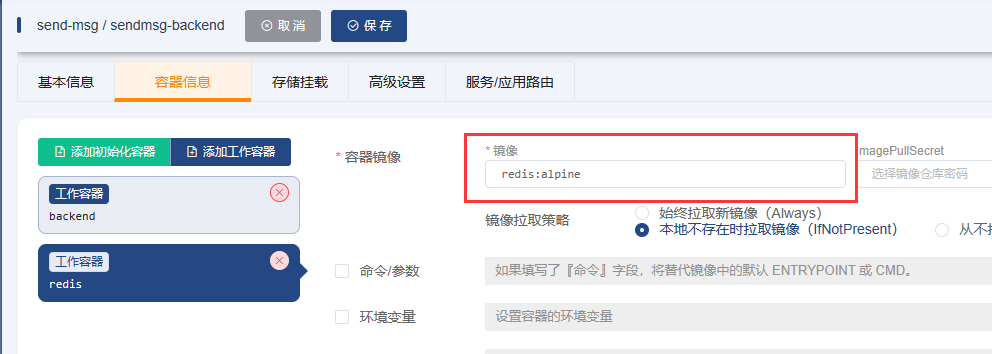 send-msg / sendmsg-backend 取消 保存
基本信息 容器信息 存储挂载 高级设置 服务/应用路由
添加初始化容器 添加工作容器
工作容器
backend
工作容器
redis
* 容器镜像
* 镜像
redis:alpine
magePullSecret
选择镜像仓库密码
镜像拉取策略
始终拉取新镜像（Always）
本地不存在时拉取镜像（IfNotPresent）
从不
命令/参数
如果填写了『命令』字段，将替代镜像中的默认 ENTRYPOINT 或 CMD。
环境变量
设置容器的环境变量